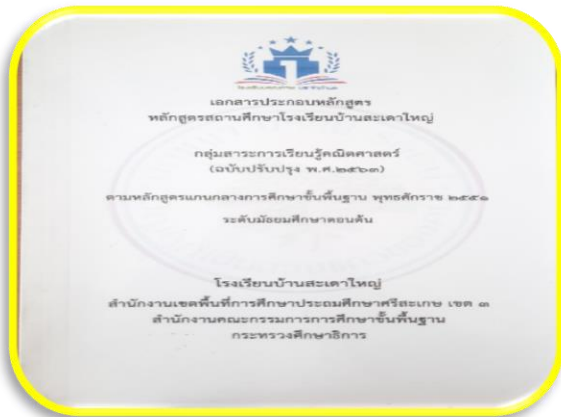 เอกสารประกอบหลักสูตร
หลักสูตรสถานศึกษาโรงเรียนบ้านสะเดาใหญ่
กลุ่มสาระการเรียนรู้คณิตศาสตร์
(ฉบับปรับปรุง พ.ศ.๒๕๖๓)
ตามหลักสูตรแกนกลางการศึกษาขั้นพื้นฐาน พุทธศักราช ๒๕๕๑
ระดับมัธยมศึกษาตอนต้น
โรงเรียนบ้านสะเดาใหญ่
สำนักงานเขตพื้นที่การศึกษาประถมศึกษาศรีสะเกษ เขต ๓
สำนักงานคณะกรรมการการศึกษาขั้นพื้นฐาน
กระทรวงศึกษาธิการ